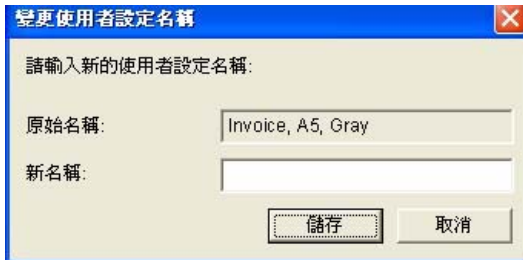 變更使用者設定名稱
請輸入新的使用者設定名稱:
原始名稱:
Invoice, A5, Gray
新名稱:
儲存
取消